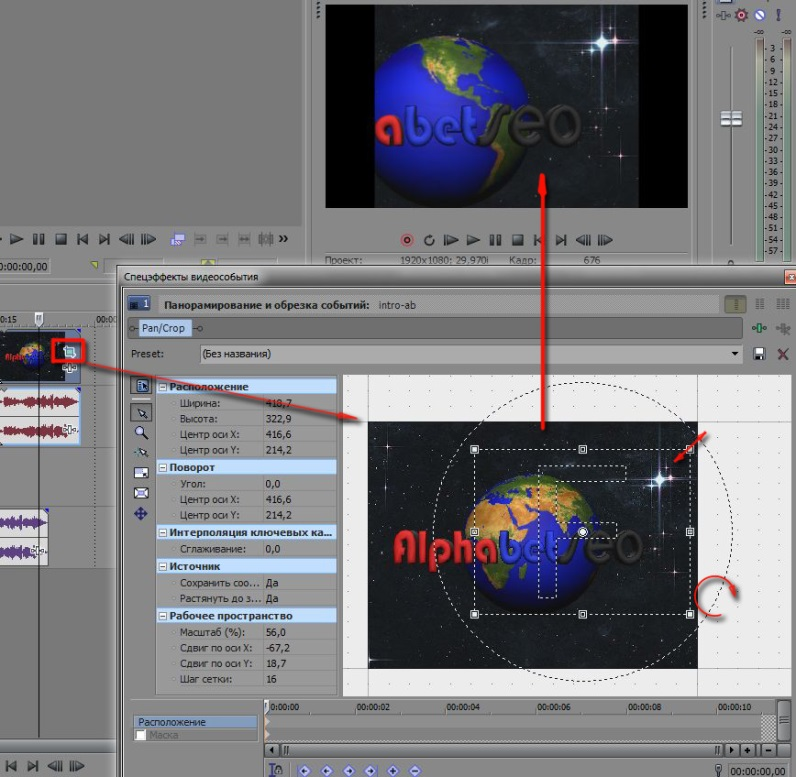 abetSEO
-∞ -∞
3
6
9
12
15
18
21
24
27
30
33
36
39
42
45
48
51
54
57
0:00:00,00
Проект: 1920x1080; 29,970i Кадр: 676
Спецэффекты видеособытия
0:15
00:00
1 Панорамирование и обрезка событий: intro-ab
Pan/Crop
Preset: (Без названия)
Расположение
Ширина: 418,7
Высота: 322,9
Центр оси X: 416,6
Центр оси Y: 214,2
Поворот
Угол: 0,0
Центр оси X: 416,6
Центр оси Y: 214,2
Интерполяция ключевых ка...
Сглаживание: 0,0
Источник
Сохранить соо... Да
Растянуть до з... Да
Рабочее пространство
Масштаб (%): 56,0
Сдвиг по оси X: -67,2
Сдвиг по оси Y: 18,7
Шаг сетки: 16
AlphabetSEO
0:00:00 00:00:02 00:00:04 00:00:06 00:00:08 00:00:10
Расположение
Маска
00:00:00,00